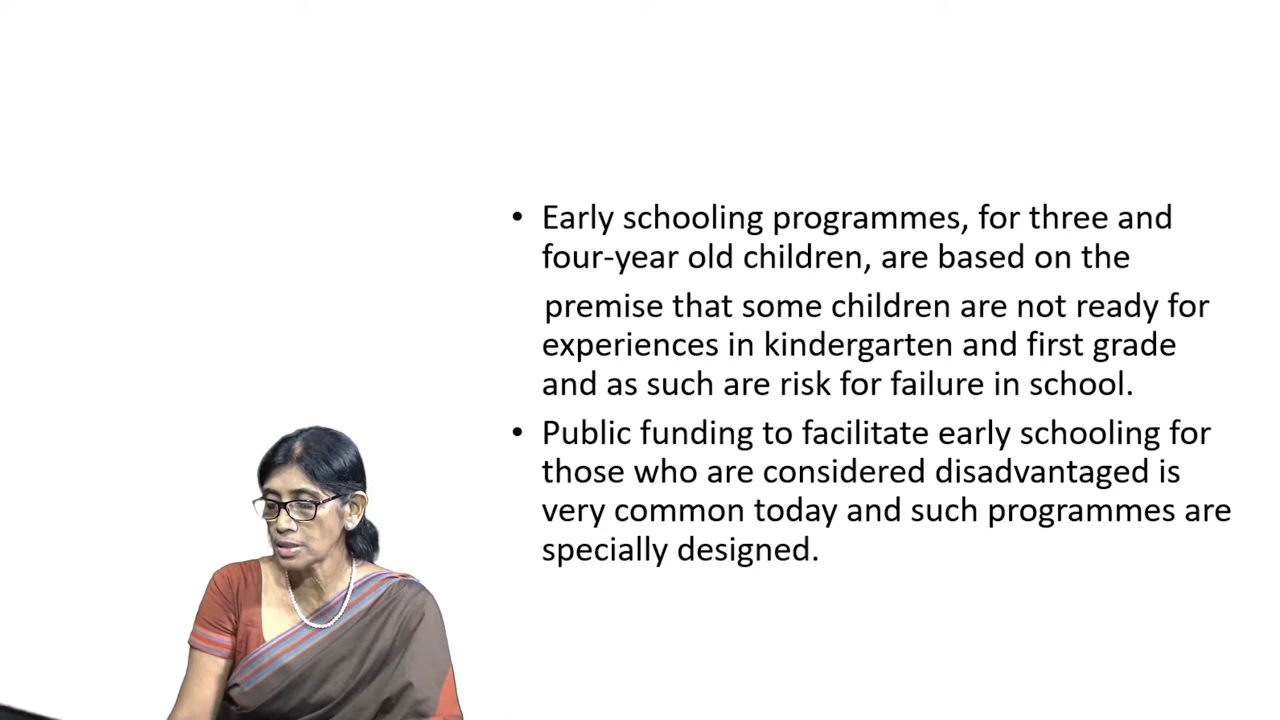 • Early schooling programmes, for three and
four-year old children, are based on the
premise that some children are not ready for
experiences in kindergarten and first grade
and as such are risk for failure in school.
• Public funding to facilitate early schooling for
those who are considered disadvantaged is
very common today and such programmes are
specially designed.